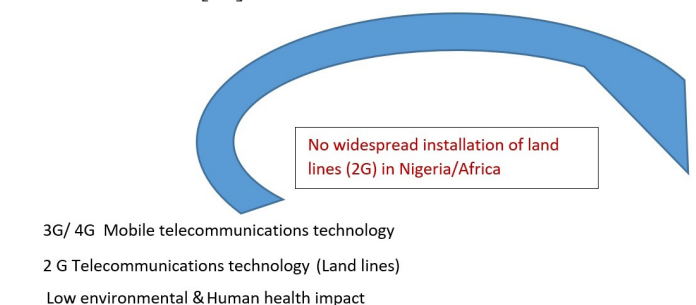 No widespread installation of land
lines (2G) in Nigeria/Africa
3G/ 4G Mobile telecommunications technology
2 G Telecommunications technology (Land lines)
Low environmental & Human health impact